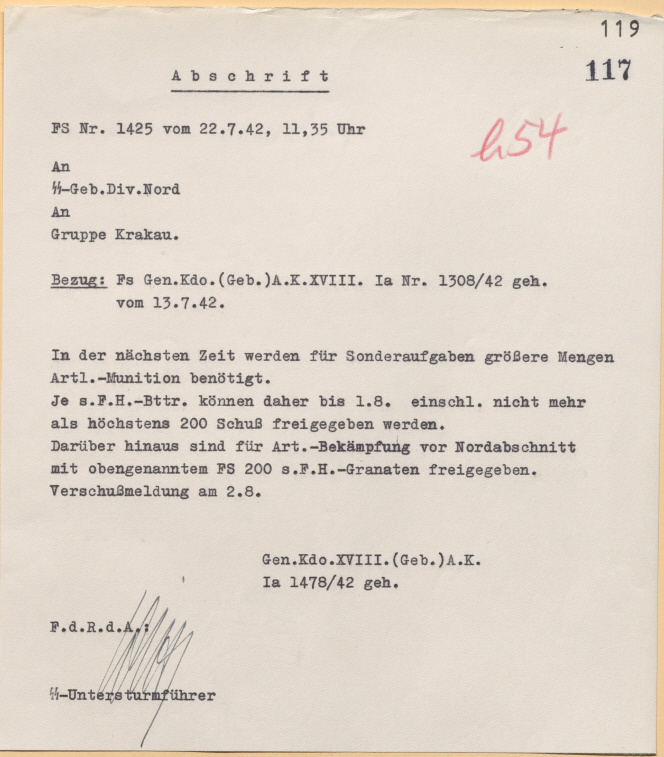 119
117
Abschrift
FS Nr. 1425 vom 22.7.42, 11,35 Uhr
h54
An
ᛋᛋ-Geb.Div.Nord
An
Gruppe Krakau.
Bezug: Fs Gen.Kdo.(Geb.)A.K.XVIII. Ia Nr. 1308/42 geh.
vom 13.7.42.
In der nächsten Zeit werden für Sonderaufgaben größere Mengen
Artl.-Munition benötigt.
Je s.F.H.-Bttr. können daher bis 1.8. einschl. nicht mehr
als höchstens 200 Schuß freigegeben werden.
Darüber hinaus sind für Art.-Bekämpfung vor Nordabschnitt
mit obengenanntem FS 200 s.F.H.-Granaten freigegeben.
Verschußmeldung am 2.8.
Gen.Kdo.XVIII.(Geb.)A.K.
Ia 1478/42 geh.
F.d.R.d.A.:
ᛋᛋ-Untersturmführer